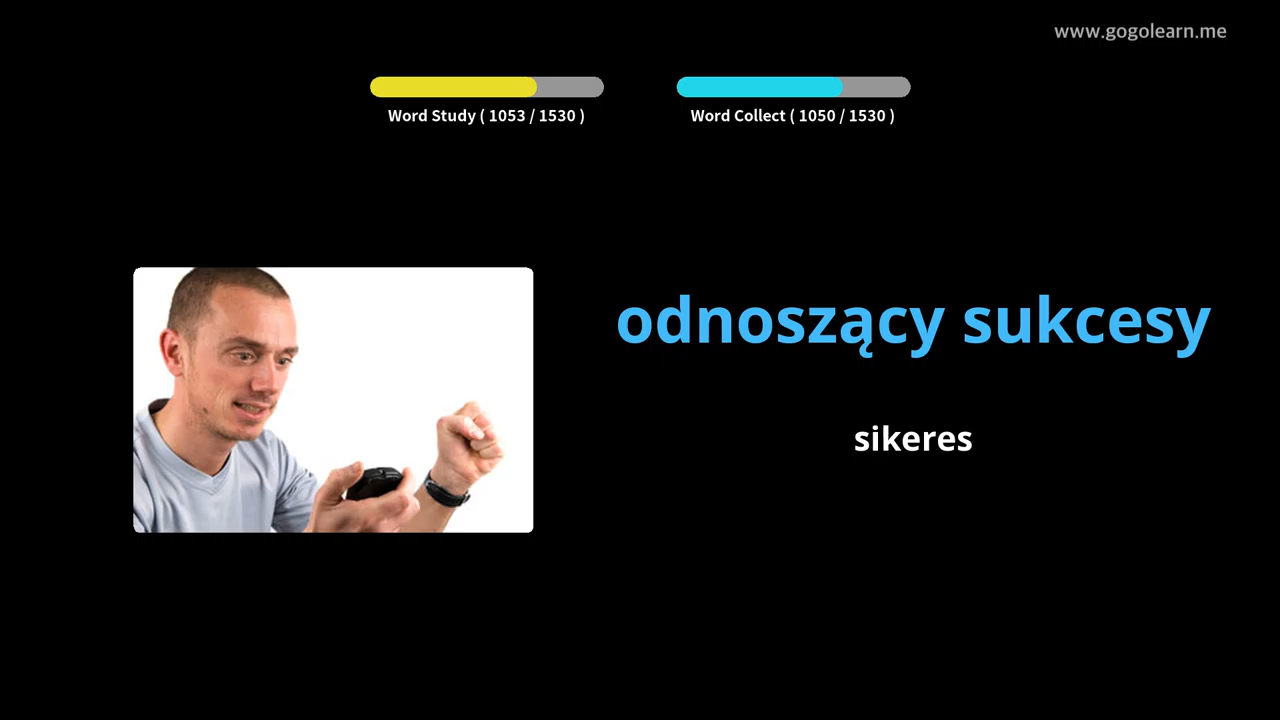 www.gogolearn.me
Word Study ( 1053 / 1530 )
Word Collect ( 1050 / 1530 )
odnoszący sukcesy
sikeres